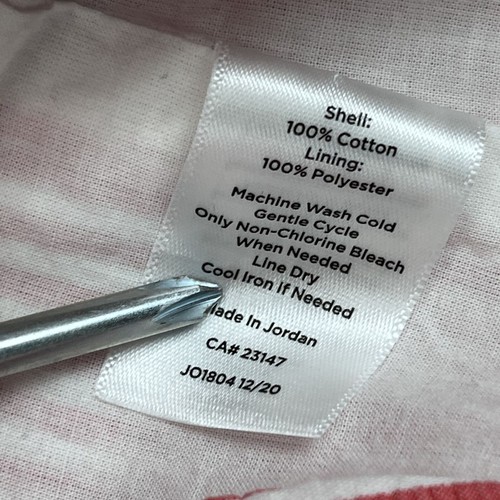 Shell:
100% Cotton
Lining:
100% Polyester
Machine Wash Cold
Gentle Cycle
Only Non-Chlorine Bleach
When Needed
Line Dry
Cool Iron if Needed
ade In Jordan
CA# 23147
JO1804 12/20